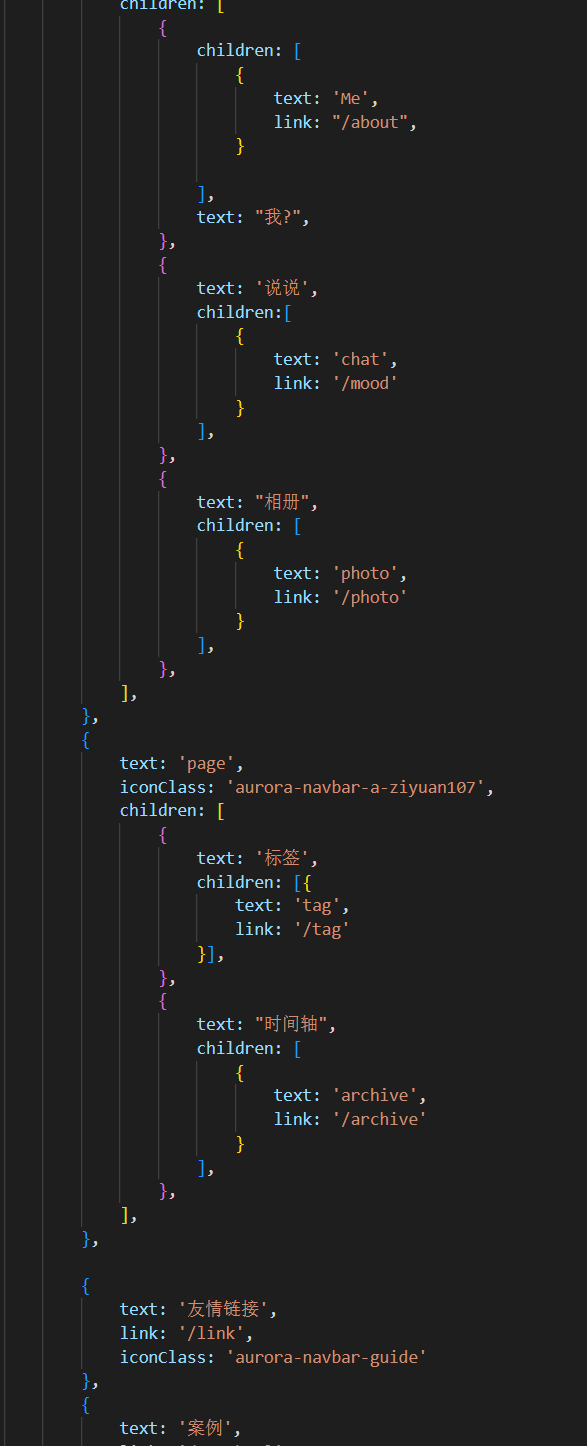 children: [
{
children: [
{
text: 'Me',
link: "/about",
}
],
text: "我?",
},
{
text: '说说',
children:[
{
text: 'chat',
link: '/mood'
}
],
},
{
text: "相册",
children: [
{
text: 'photo',
link: '/photo'
}
],
},
],
},
{
text: 'page',
iconClass: 'aurora-navbar-a-ziyuan107',
children: [
{
text: '标签',
children: [{
text: 'tag',
link: '/tag'
}],
},
{
text: "时间轴",
children: [
{
text: 'archive',
link: '/archive'
}
],
},
],
},
{
text: '友情链接',
link: '/link',
iconClass: 'aurora-navbar-guide'
},
{
text: '案例',